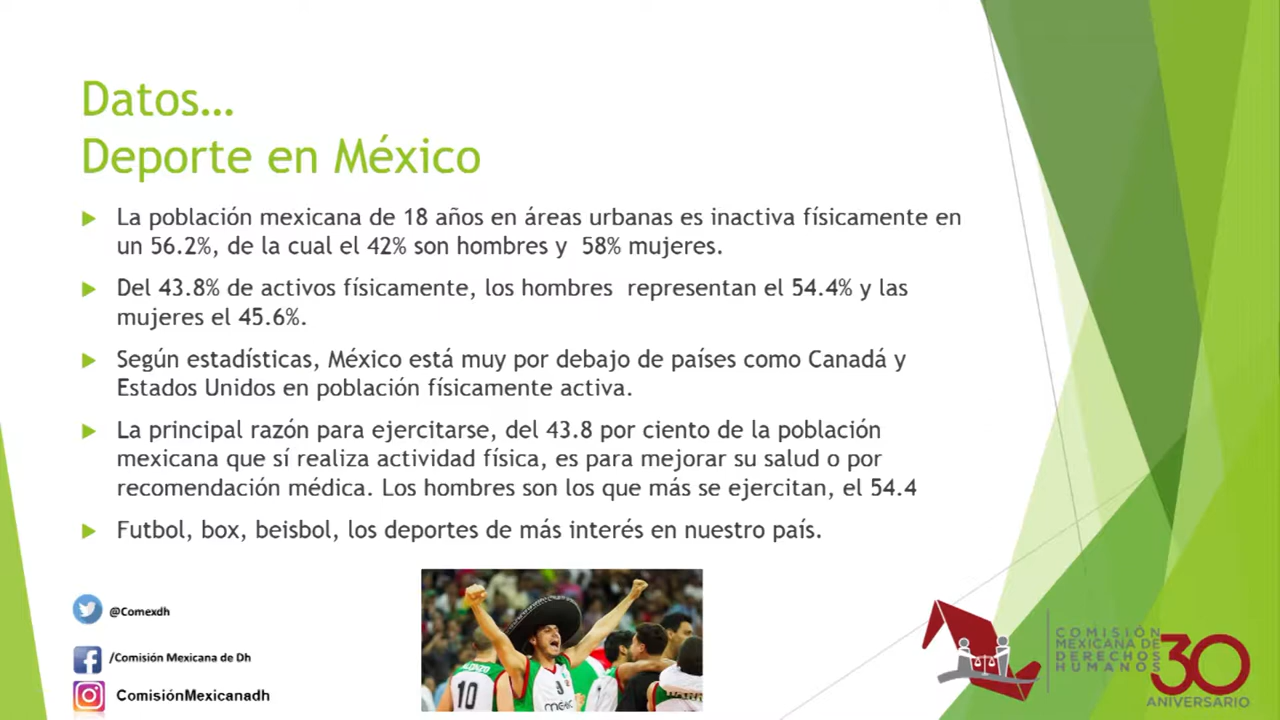 Datos...
Deporte en México
La población mexicana de 18 años en áreas urbanas es inactiva físicamente en
un 56.2%, de la cual el 42% son hombres y 58% mujeres.
Del 43.8% de activos físicamente, los hombres representan el 54.4% y las
mujeres el 45.6%.
Según estadísticas, México está muy por debajo de países como Canadá y
Estados Unidos en población físicamente activa.
La principal razón para ejercitarse, del 43.8 por ciento de la población
mexicana que sí realiza actividad física, es para mejorar su salud o por
recomendación médica. Los hombres son los que más se ejercitan, el 54.4
Futbol, box, beisbol, los deportes de más interés en nuestro país.
@Comexdh
/Comisión Mexicana de Dh
ComisiónMexicanadh
10
COMISIÓN
MEXICANA DE
DERECHOS
HUMANOS
30
ANIVERSARIO